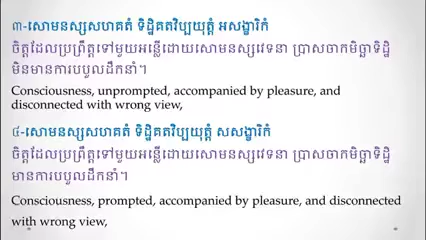 ៣-សោមនស្សសហគតំ ទិដ្ឋិគតវិប្បយុត្តំ អសង្ខារិកំ
ចិត្តដែលប្រព្រឹត្តទៅមួយអន្លើដោយសោមនស្សវេទនា ប្រាសចាកមិច្ឆាទិដ្ឋិ
មិនមានការបបួលដឹកនាំ។
Consciousness, unprompted, accompanied by pleasure, and
disconnected with wrong view,
៤-សោមនស្សសហគតំ ទិដ្ឋិគតវិប្បយុត្តំ សសង្ខារិកំ
ចិត្តដែលប្រព្រឹត្តទៅមួយអន្លើដោយសោមនស្សវេទនា ប្រាសចាកមិច្ឆាទិដ្ឋិ
មានការបបួលដឹកនាំ។
Consciousness, prompted, accompanied by pleasure, and disconnected
with wrong view,